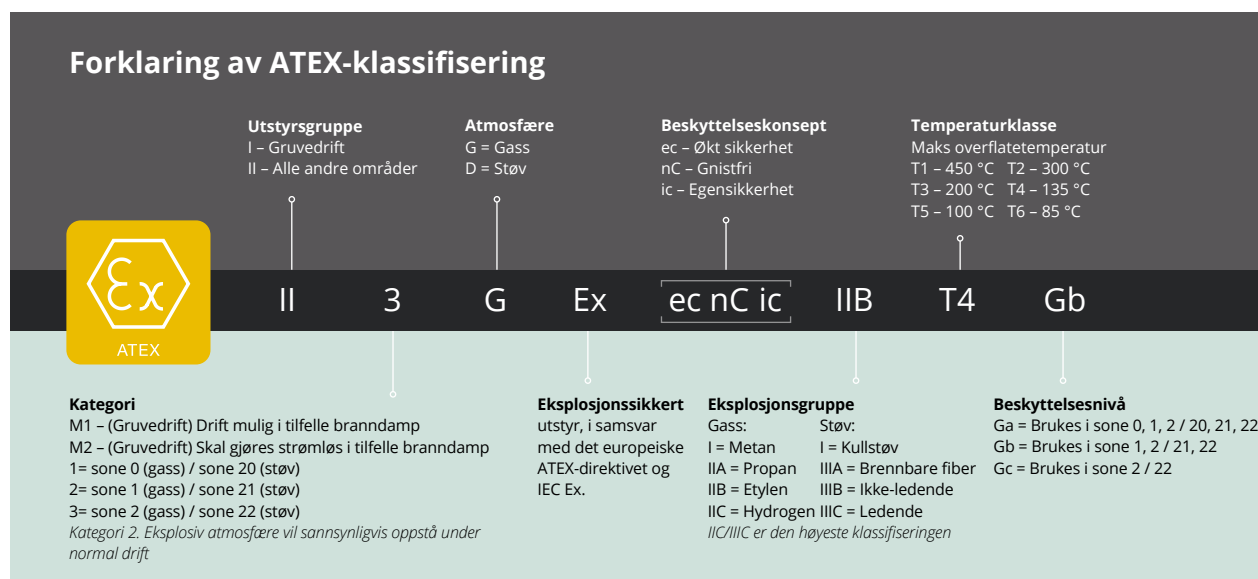 Forklaring av ATEX-klassifisering
Utstyrsgruppe
I – Gruvedrift
II – Alle andre områder
Atmosfære
G = Gass
D = Støv
Beskyttelseskonsept
ec – Økt sikkerhet
nC – Gnistfri
ic – Egensikkerhet
Temperaturklasse
Maks overflatetemperatur
T1 – 450 °C T2 – 300 °C
T3 – 200 °C T4 – 135 °C
T5 – 100 °C T6 – 85 °C
Ex
ATEX
II 3 G Ex ec nC ic IIB T4 Gb
Kategori
M1 – (Gruvedrift) Drift mulig i tilfelle branndamp
M2 – (Gruvedrift) Skal gjøres strømløs i tilfelle branndamp
1= sone 0 (gass) / sone 20 (støv)
2= sone 1 (gass) / sone 21 (støv)
3= sone 2 (gass) / sone 22 (støv)
Kategori 2. Eksplosiv atmosfære vil sannsynligvis oppstå under
normal drift
Eksplosjonssikkert
utstyr, i samsvar
med det europeiske
ATEX-direktivet og
IEC Ex.
Eksplosjonsgruppe
Gass: Støv:
I = Metan I = Kullstøv
IIA = Propan IIIA = Brennbare fiber
IIB = Etylen IIIB = Ikke-ledende
IIC = Hydrogen IIIC = Ledende
IIC/IIIC er den høyeste klassifiseringen
Beskyttelsesnivå
Ga = Brukes i sone 0, 1, 2 / 20, 21, 22
Gb = Brukes i sone 1, 2 / 21, 22
Gc = Brukes i sone 2 / 22